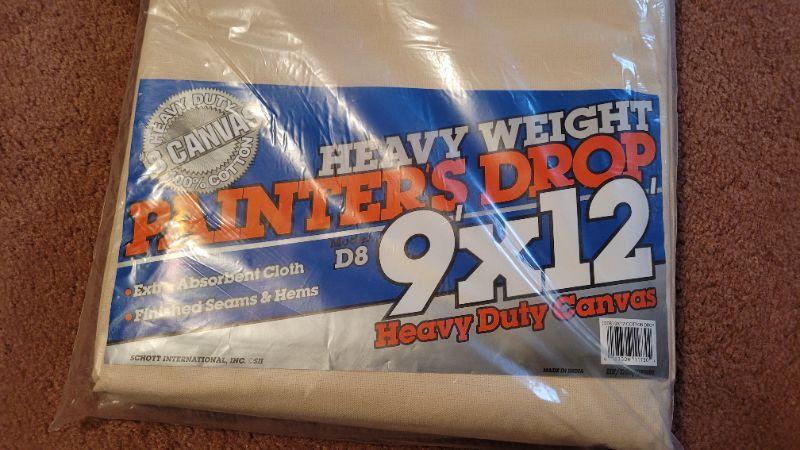 HEAVY DUTY
CANVAS
100% COTTON
HEAVY WEIGHT
PAINTER'S DROP
9'x12'
D8
Heavy Duty Canvas
• Extra Absorbent Cloth
• Finished Seams & Hems
SCHOTT INTERNATIONAL, INC.
MADE IN INDIA